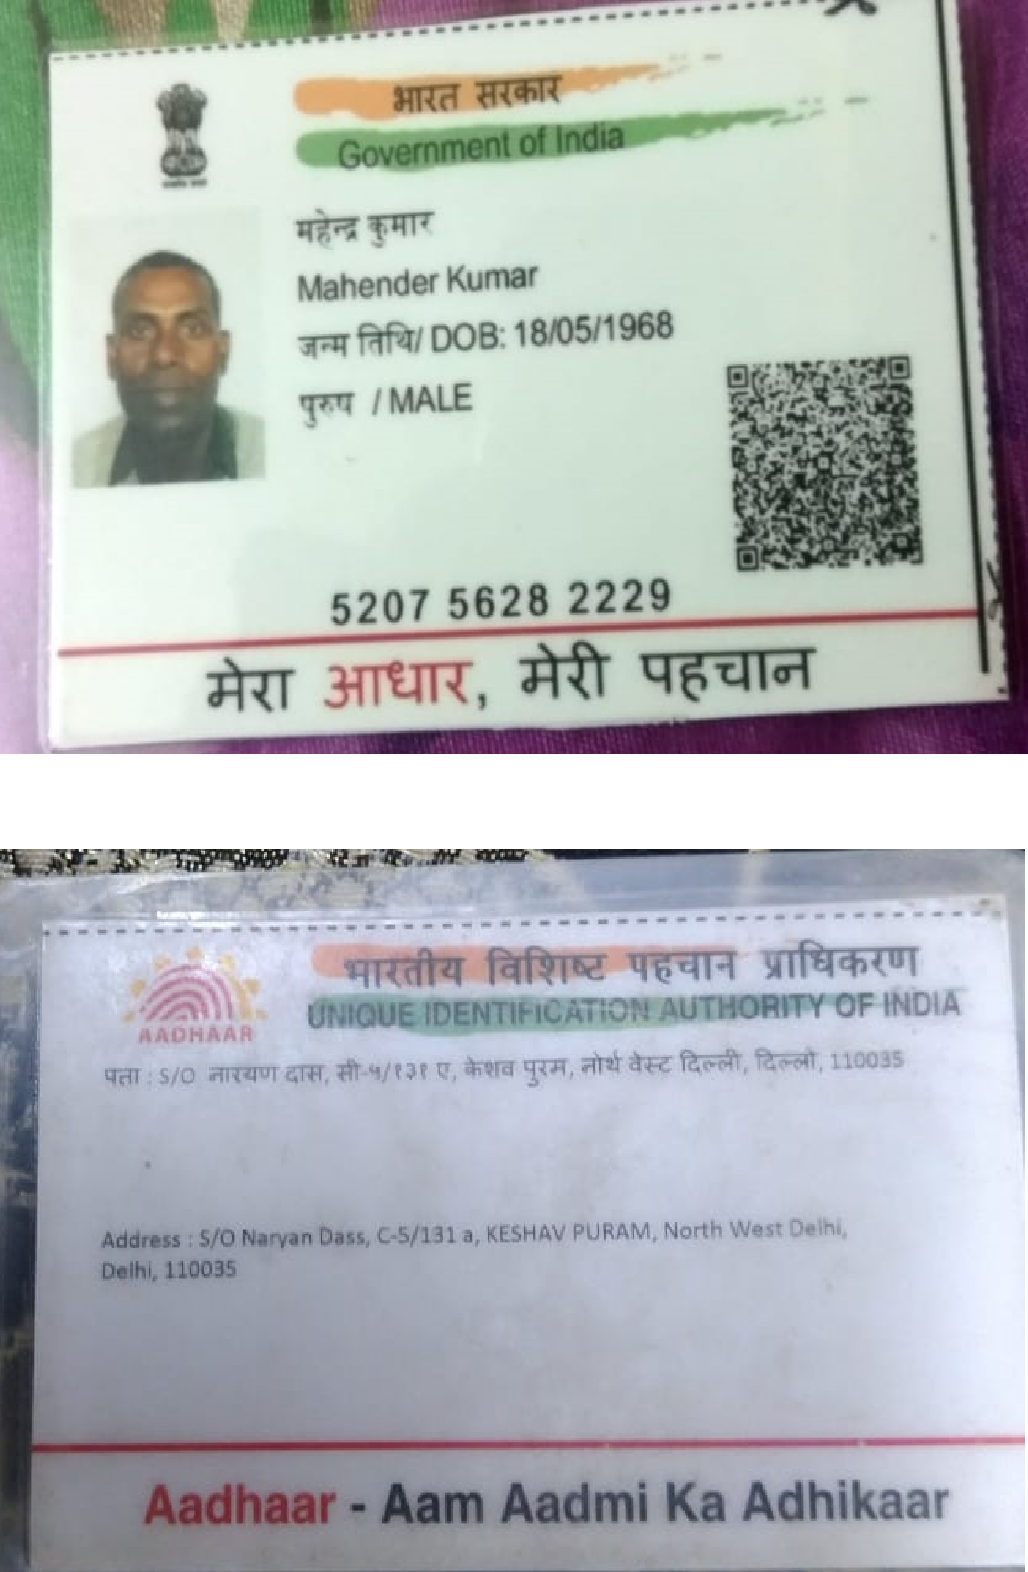 भारत सरकार
Government of India
महेन्द्र कुमार
Mahender Kumar
जन्म तिथि/ DOB: 18/05/1968
पुरुष / MALE
5207 5628 2229
मेरा आधार, मेरी पहचान
भारतीय विशिष्ट पहचान प्राधिकरण
UNIQUE IDENTIFICATION AUTHORITY OF INDIA
AADHAAR
पता : S/O नारयण दास, सी-५/१३१ ए, केशव पुरम, नोर्थ वेस्ट दिल्ली, दिल्ली, 110035
Address : S/O Naryan Dass, C-5/131 a, KESHAV PURAM, North West Delhi,
Delhi, 110035
Aadhaar - Aam Aadmi Ka Adhikaar